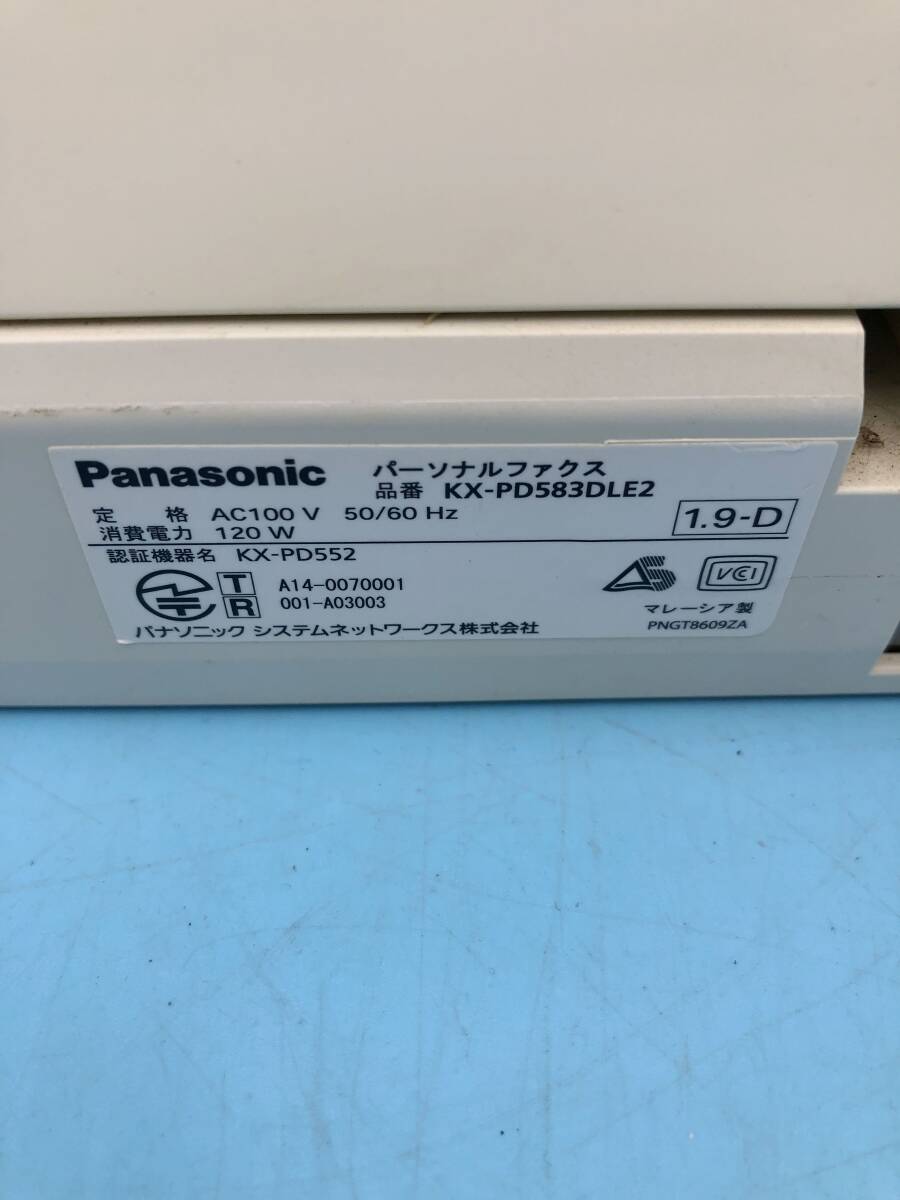 Panasonic パーソナルファクス
品番 KX-PD583DLE2
定 格 AC100 V 50/60 Hz
消費電力 120 W
1.9-D
認証機器名 KX-PD552
T A14-0070001
R 001-A03003
VCI
マレーシア製
パナソニック システムネットワークス株式会社
PNGT8609ZA